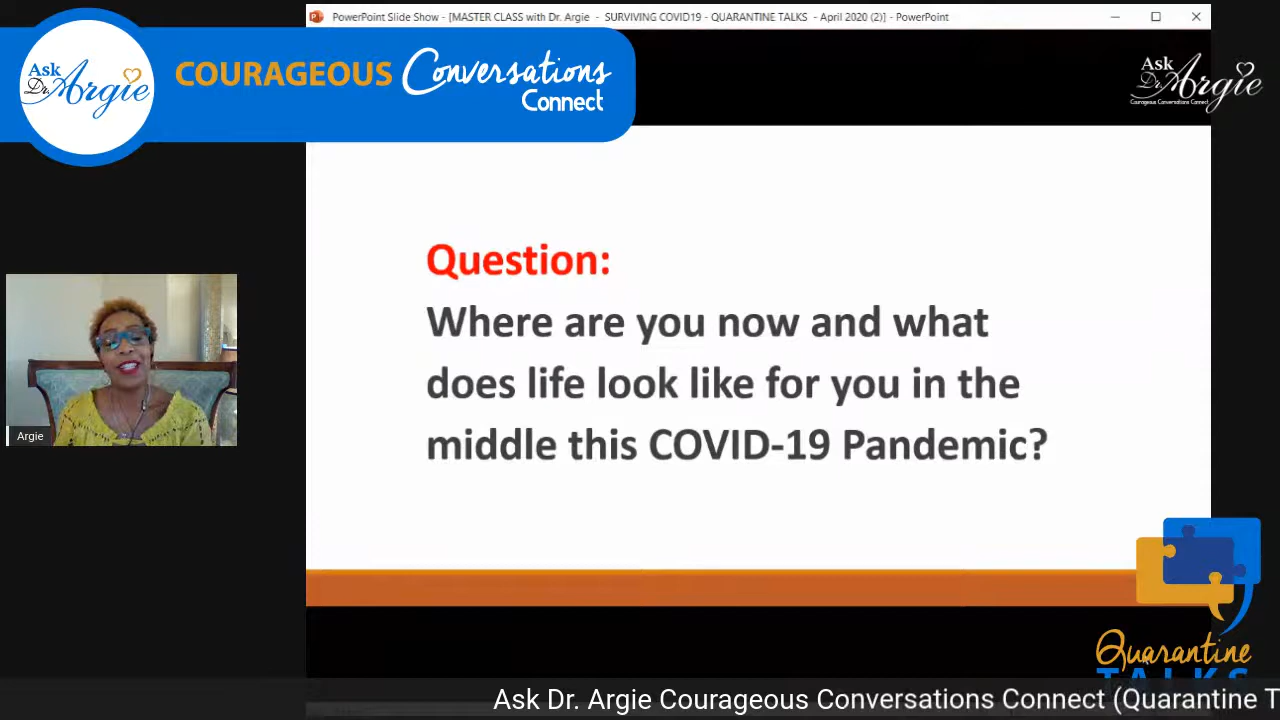 PowerPoint Slide Show - [MASTER CLASS with Dr. Argie - SURVIVING COVID19 - QUARANTINE TALKS - April 2020 (2)] - PowerPoint
Ask
Dr. Argie
COURAGEOUS Conversations
Connect
Ask
Dr. Argie
Courageous Conversations Connect
Question:
Where are you now and what
does life look like for you in the
middle this COVID-19 Pandemic?
Argie
Quarantine
TALKS
Ask Dr. Argie Courageous Conversations Connect (Quarantine T